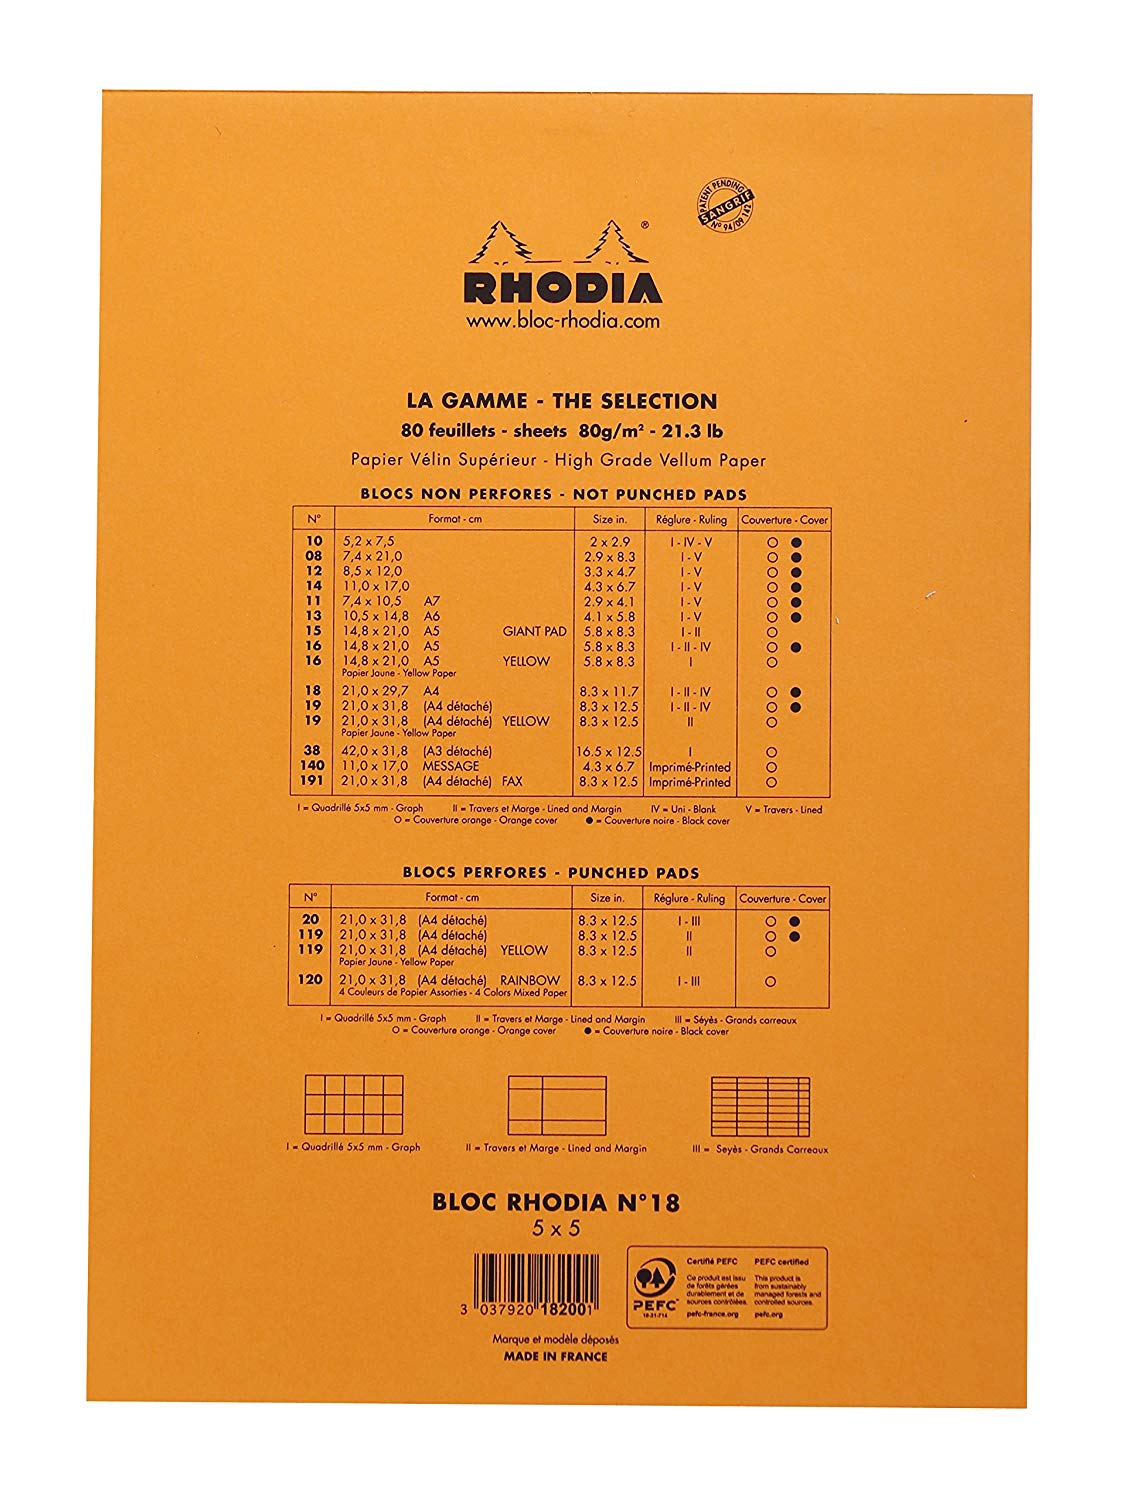 PATENT PENDING
SANGRIF
N° 94/09 142
RHODIA®
www.bloc-rhodia.com
LA GAMME - THE SELECTION
80 feuillets - sheets 80g/m² - 21.3 lb
Papier Vélin Supérieur - High Grade Vellum Paper
BLOCS NON PERFORES - NOT PUNCHED PADS
N° Format - cm Size in. Réglure - Ruling Couverture - Cover
10 5,2 x 7,5 2 x 2.9 I - IV - V ○ ●
08 7,4 x 21,0 2.9 x 8.3 I - V ○ ●
12 8,5 x 12,0 3.3 x 4.7 I - V ○ ●
14 11,0 x 17,0 4.3 x 6.7 I - V ○ ●
11 7,4 x 10,5 A7 2.9 x 4.1 I - V ○ ●
13 10,5 x 14,8 A6 4.1 x 5.8 I - V ○ ●
15 14,8 x 21,0 A5 GIANT PAD 5.8 x 8.3 I - II ○
16 14,8 x 21,0 A5 5.8 x 8.3 I - II - IV ○ ●
16 14,8 x 21,0 A5 YELLOW 5.8 x 8.3 I ○
Papier Jaune - Yellow Paper
18 21,0 x 29,7 A4 8.3 x 11.7 I - II - IV ○ ●
19 21,0 x 31,8 (A4 détaché) 8.3 x 12.5 I - II - IV ○ ●
19 21,0 x 31,8 (A4 détaché) YELLOW 8.3 x 12.5 II ○
Papier Jaune - Yellow Paper
38 42,0 x 31,8 (A3 détaché) 16.5 x 12.5 I ○
140 11,0 x 17,0 MESSAGE 4.3 x 6.7 Imprimé-Printed ○
191 21,0 x 31,8 (A4 détaché) FAX 8.3 x 12.5 Imprimé-Printed ○
I = Quadrillé 5x5 mm - Graph II = Travers et Marge - Lined and Margin IV = Uni - Blank V = Travers - Lined
○ = Couverture orange - Orange cover ● = Couverture noire - Black cover
BLOCS PERFORES - PUNCHED PADS
N° Format - cm Size in. Réglure - Ruling Couverture - Cover
20 21,0 x 31,8 (A4 détaché) 8.3 x 12.5 I - III ○ ●
119 21,0 x 31,8 (A4 détaché) 8.3 x 12.5 II ○ ●
119 21,0 x 31,8 (A4 détaché) YELLOW 8.3 x 12.5 II ○
Papier Jaune - Yellow Paper
120 21,0 x 31,8 (A4 détaché) RAINBOW 8.3 x 12.5 I - III ○
4 Couleurs de Papier Assorties - 4 Colors Mixed Paper
I = Quadrillé 5x5 mm - Graph II = Travers et Marge - Lined and Margin III = Séyès - Grands carreaux
○ = Couverture orange - Orange cover ● = Couverture noire - Black cover
I = Quadrillé 5x5 mm - Graph II = Travers et Marge - Lined and Margin III = Seyès - Grands Carreaux
BLOC RHODIA N°18
5 x 5
3 037920 182001
PEFC™
10-31-714
Certifié PEFC
Ce produit est issu
de forêts gérées
durablement et de
sources contrôlées.
pefc-france.org
PEFC certified
This product is
from sustainably
managed forests and
controlled sources.
pefc.org
Marque et modèle déposés
MADE IN FRANCE